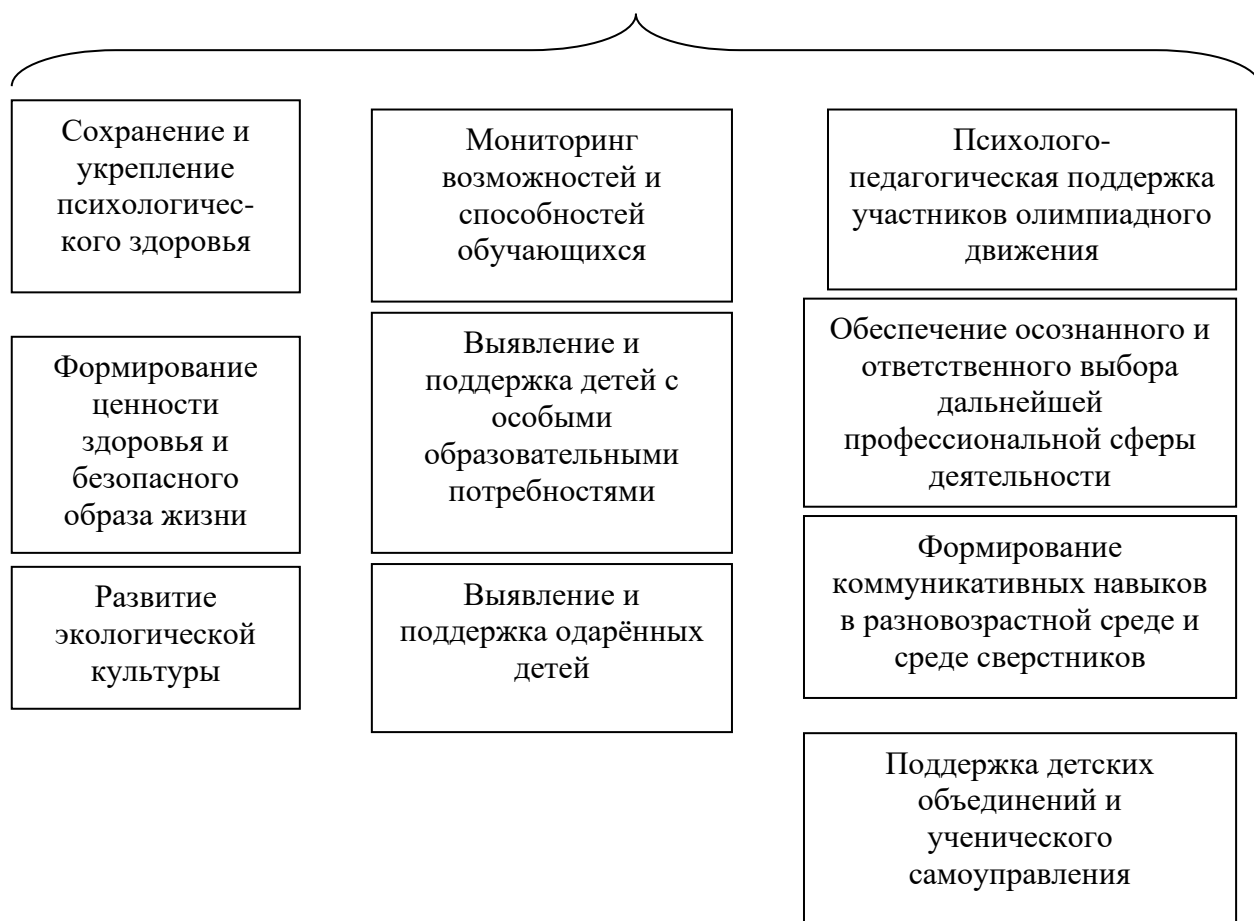 Сохранение и
укрепление
психологичес-
кого здоровья
Формирование
ценности
здоровья и
безопасного
образа жизни
Развитие
экологической
культуры
Мониторинг
возможностей и
способностей
обучающихся
Выявление и
поддержка детей с
особыми
образовательными
потребностями
Выявление и
поддержка одарённых
детей
Психолого-
педагогическая поддержка
участников олимпиадного
движения
Обеспечение осознанного и
ответственного выбора
дальнейшей
профессиональной сферы
деятельности
Формирование
коммуникативных навыков
в разновозрастной среде и
среде сверстников
Поддержка детских
объединений и
ученического
самоуправления